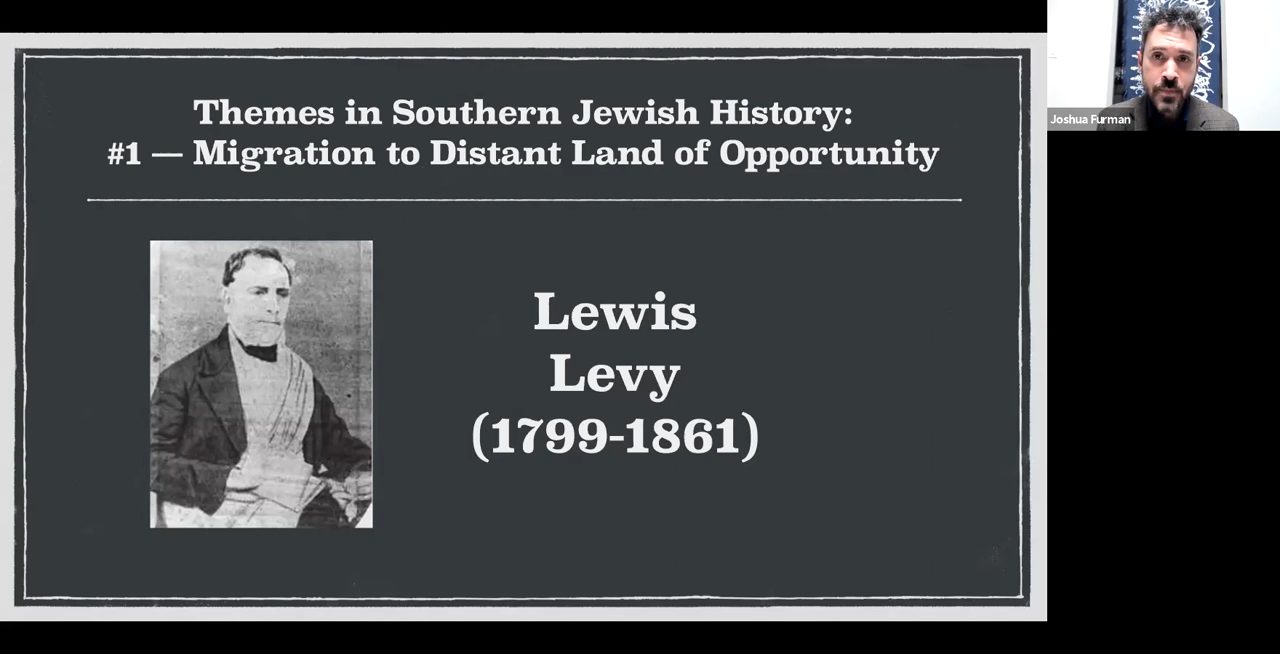 Themes in Southern Jewish History:
#1 — Migration to Distant Land of Opportunity
Lewis
Levy
(1799-1861)
Joshua Furman